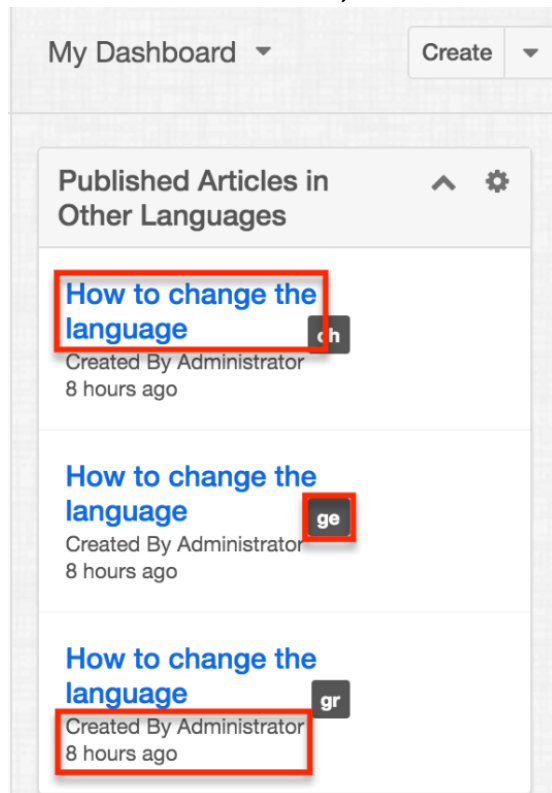 My Dashboard
Create
Published Articles in
Other Languages
How to change the
language
ch
Created By Administrator
8 hours ago
How to change the
language
ge
Created By Administrator
8 hours ago
How to change the
language
gr
Created By Administrator
8 hours ago